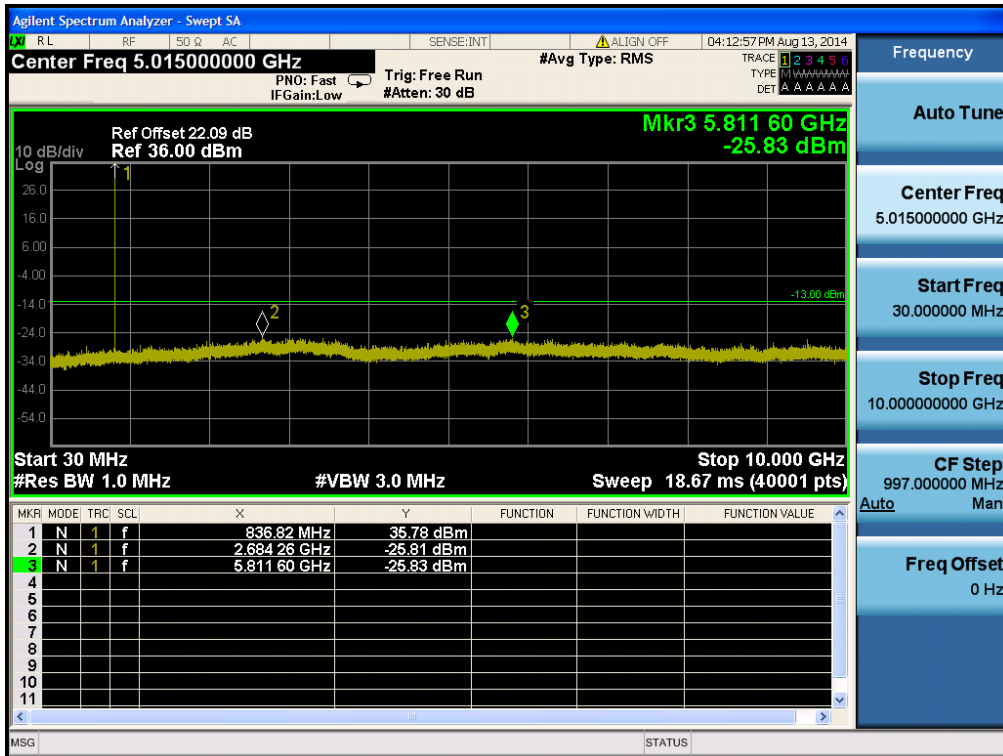 Agilent Spectrum Analyzer - Swept SA
LXI RL RF 50 Ω AC SENSE:INT ALIGN OFF 04:12:57 PM Aug 13, 2014
Center Freq 5.015000000 GHz
PNO: Fast
IFGain:Low
Trig: Free Run
#Atten: 30 dB
#Avg Type: RMS
TRACE 1 2 3 4 5 6
TYPE M
DET A A A A A A
Mkr3 5.811 60 GHz
-25.83 dBm
Ref Offset 22.09 dB
Ref 36.00 dBm
10 dB/div
Log
1
26.0
16.0
6.00
-4.00
-13.00 dBm
-14.0
2
3
-24.0
-34.0
-44.0
-54.0
Start 30 MHz Stop 10.000 GHz
#Res BW 1.0 MHz #VBW 3.0 MHz Sweep 18.67 ms (40001 pts)
MKR MODE TRC SCL X Y FUNCTION FUNCTION WIDTH FUNCTION VALUE
1 N 1 f 836.82 MHz 35.78 dBm
2 N 1 f 2.684 26 GHz -25.81 dBm
3 N 1 f 5.811 60 GHz -25.83 dBm
4
5
6
7
8
9
10
11
MSG STATUS
Frequency
Auto Tune
Center Freq
5.015000000 GHz
Start Freq
30.000000 MHz
Stop Freq
10.000000000 GHz
CF Step
997.000000 MHz
Auto Man
Freq Offset
0 Hz